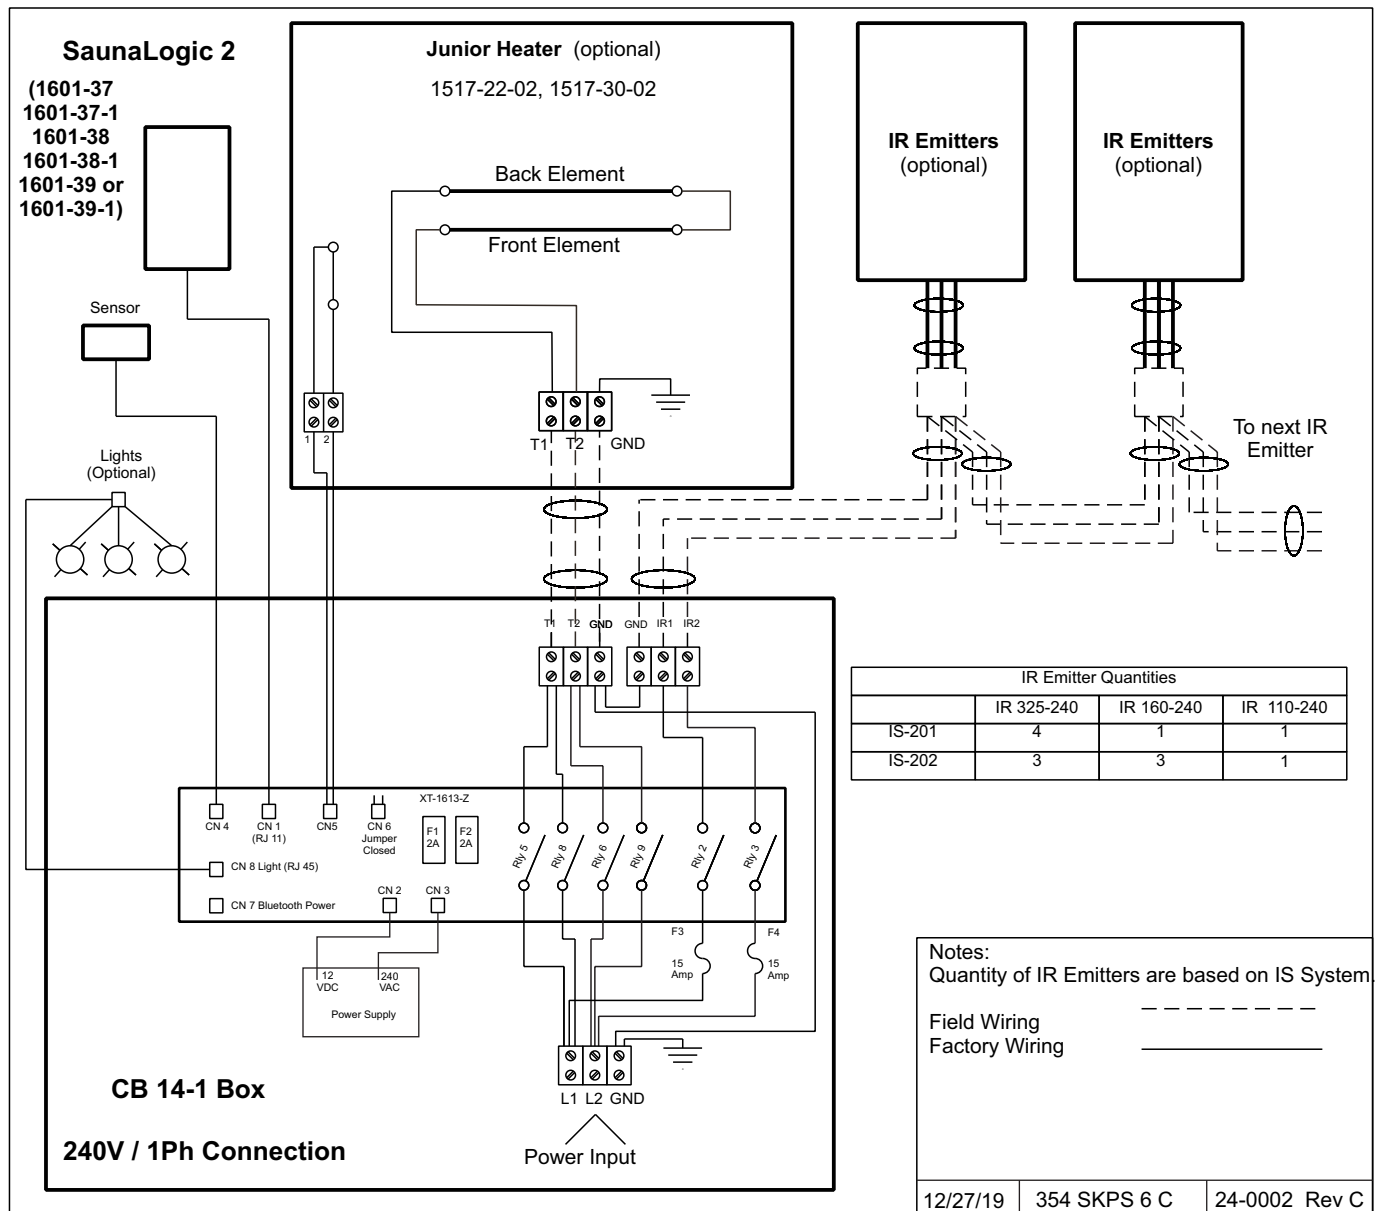 SaunaLogic 2
(1601-37
1601-37-1
1601-38
1601-38-1
1601-39 or
1601-39-1)
Junior Heater (optional)
1517-22-02, 1517-30-02
Back Element
Front Element
IR Emitters
(optional)
IR Emitters
(optional)
Sensor
Lights
(Optional)
1 2
T1 T2 GND
To next IR
Emitter
T1 T2 GND GND IR1 IR2
IR Emitter Quantities
IR 325-240 IR 160-240 IR 110-240
IS-201 4 1 1
IS-202 3 3 1
XT-1613-Z
CN 4
CN 1
(RJ 11)
CN5
CN 6
Jumper
Closed
F1
2A
F2
2A
Rly 5
Rly 8
Rly 6
Rly 9
Rly 2
Rly 3
CN 8 Light (RJ 45)
CN 7 Bluetooth Power
CN 2
CN 3
F3
15
Amp
F4
15
Amp
12
VDC
240
VAC
Power Supply
L1 L2 GND
Power Input
CB 14-1 Box
240V / 1Ph Connection
Notes:
Quantity of IR Emitters are based on IS System.
Field Wiring
Factory Wiring
12/27/19 354 SKPS 6 C 24-0002 Rev C